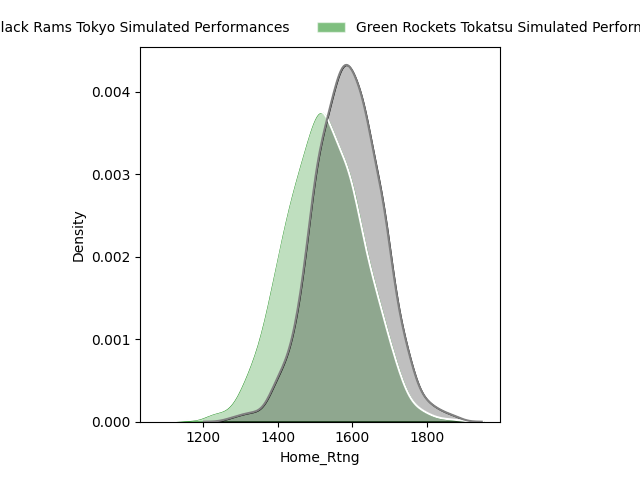 lack Rams Tokyo Simulated Performances
Green Rockets Tokatsu Simulated Perforn
0.004
0.003
0.002
0.001
0.000
Density
1200 1400 1600 1800
Home_Rtng